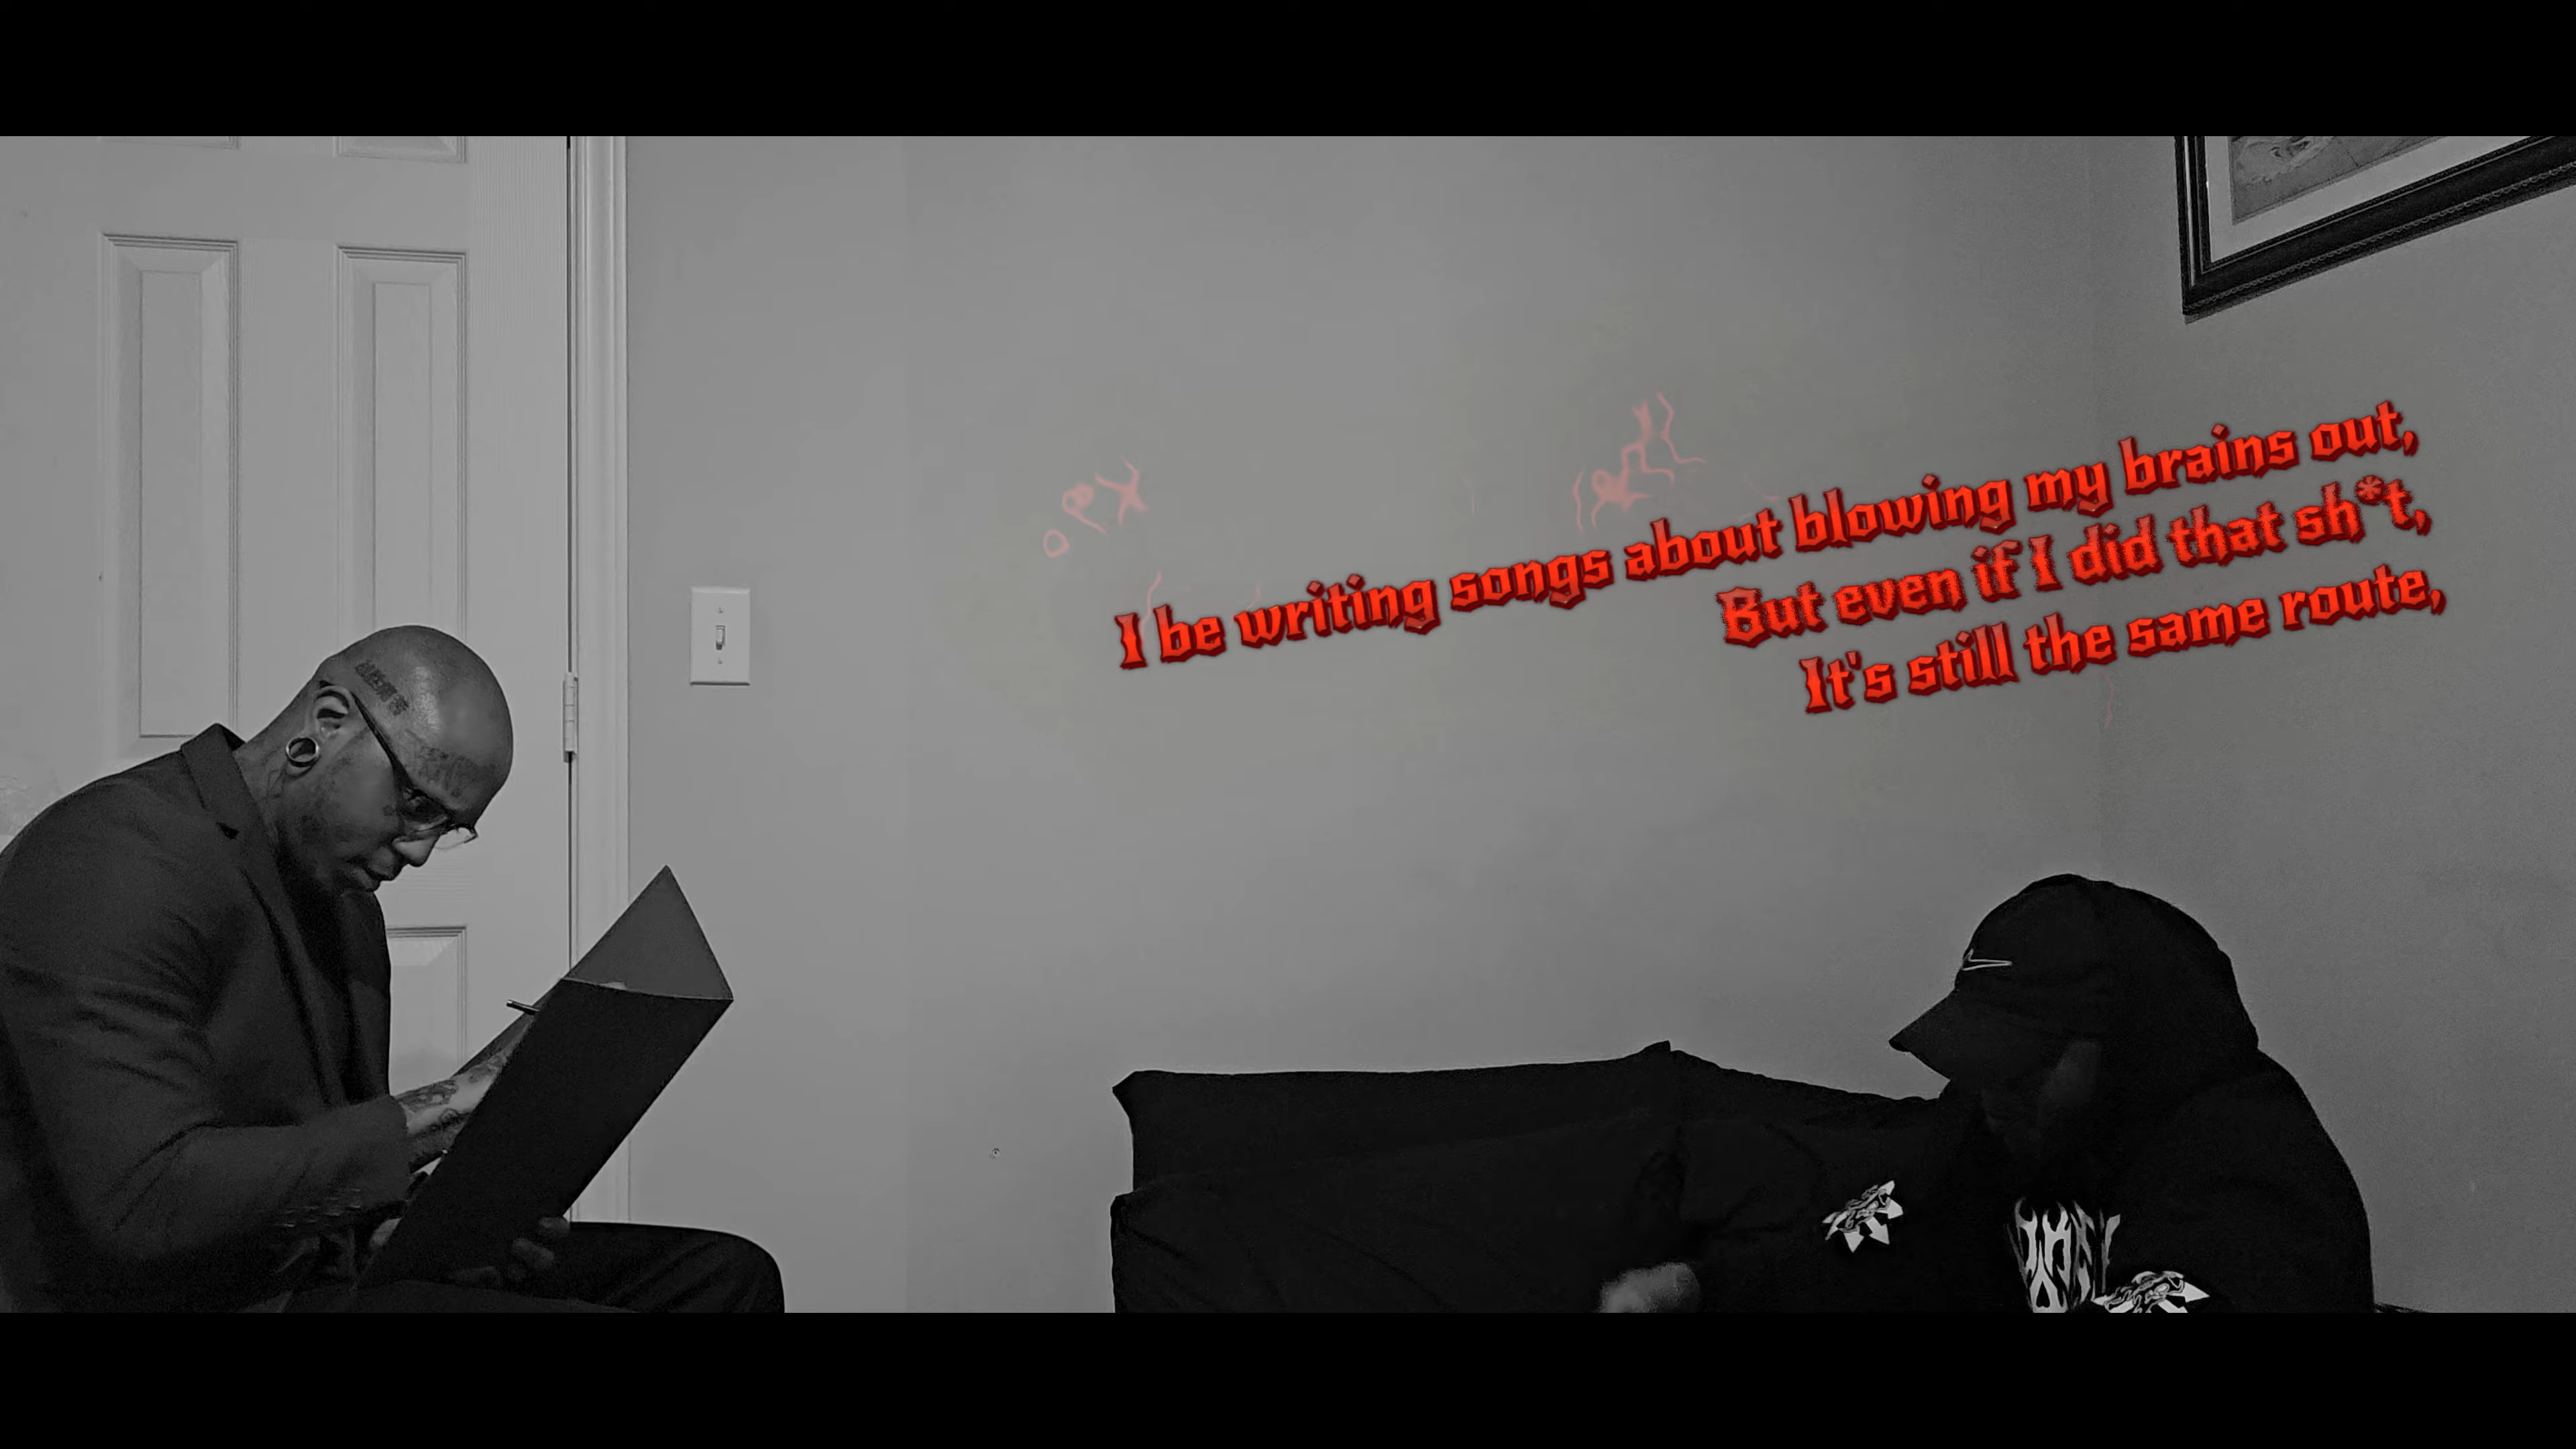 I be writing songs about blowing my brains out,
But even if I did that sh*t,
It's still the same route,